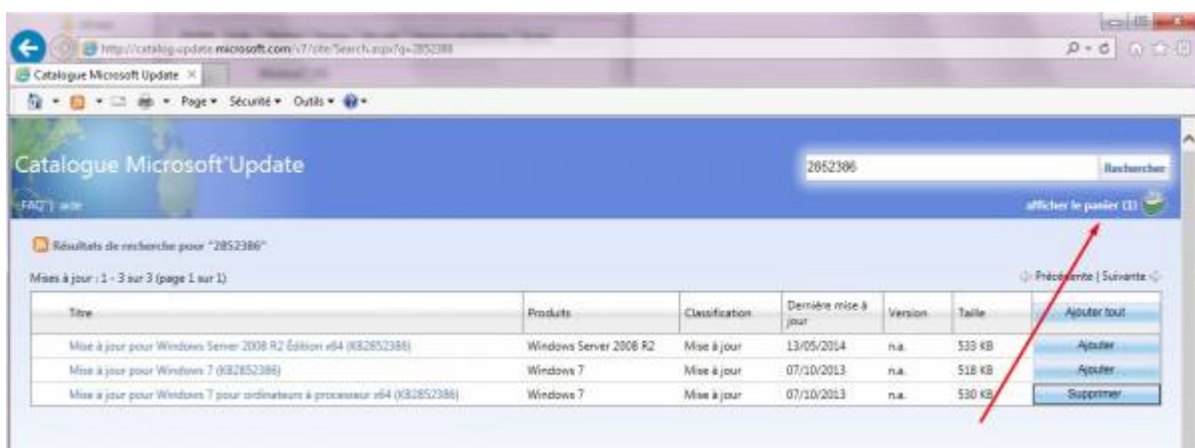 http://catalog.update.microsoft.com/v7/site/Search.aspx?q=2852386
Catalogue Microsoft Update
Page Sécurité Outils
Catalogue Microsoft Update
2852386 Rechercher
FAQ | aide
afficher le panier (1)
Résultats de recherche pour "2852386"
Mises à jour : 1 - 3 sur 3 (page 1 sur 1)
Précédente | Suivante
Titre Produits Classification Dernière mise à jour Version Taille Ajouter tout
Mise à jour pour Windows Server 2008 R2 Édition x64 (KB2852386) Windows Server 2008 R2 Mise à jour 13/05/2014 n.a. 533 KB Ajouter
Mise à jour pour Windows 7 (KB2852386) Windows 7 Mise à jour 07/10/2013 n.a. 518 KB Ajouter
Mise à jour pour Windows 7 pour ordinateurs à processeur x64 (KB2852386) Windows 7 Mise à jour 07/10/2013 n.a. 530 KB Supprimer